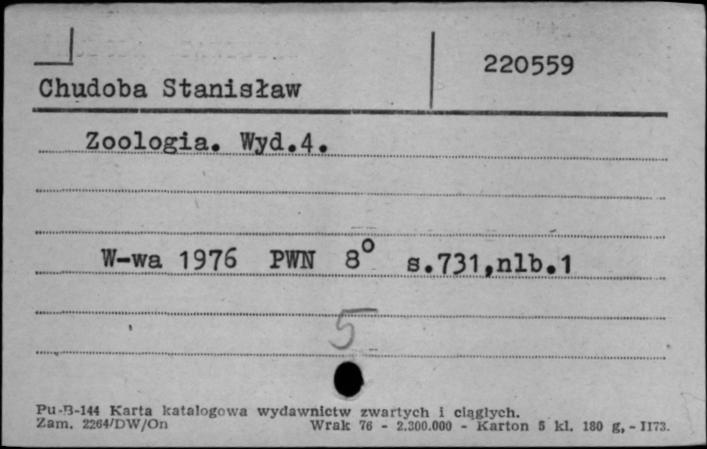 220559
Chudoba Stanisław
Zoologia. Wyd.4.
W-wa 1976 PWN 8° s.731,nlb.1
5
Pu-B-144 Karta katalogowa wydawnictw zwartych i ciągłych.
Zam. 2264/DW/On Wrak 76 - 2.300.000 - Karton 5 kl. 180 g, - II73.